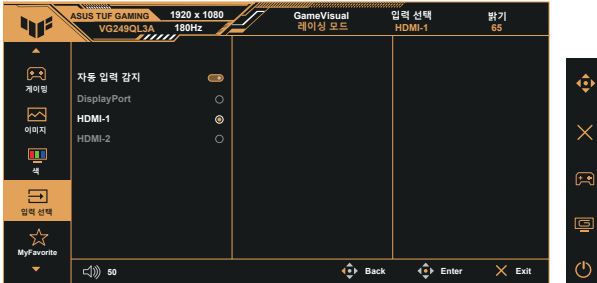 ASUS TUF GAMING 1920 x 1080
VG249QL3A 180Hz
GameVisual
레이싱 모드
입력 선택
HDMI-1
밝기
65
게이밍
이미지
색
입력 선택
MyFavorite
자동 입력 감지
DisplayPort
HDMI-1
HDMI-2
50
Back
Enter
Exit